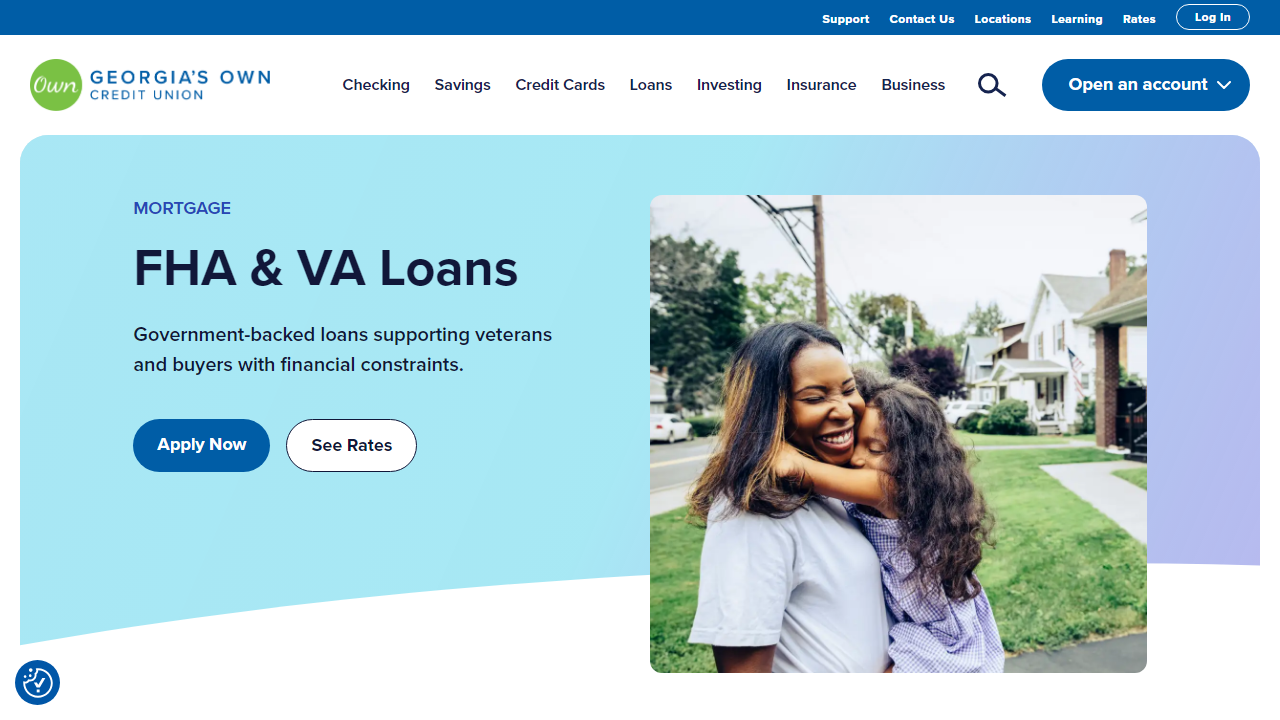 Support Contact Us Locations Learning Rates Log In
Own GEORGIA'S OWN
CREDIT UNION
Checking Savings Credit Cards Loans Investing Insurance Business Open an account
MORTGAGE
FHA & VA Loans
Government-backed loans supporting veterans
and buyers with financial constraints.
Apply Now See Rates